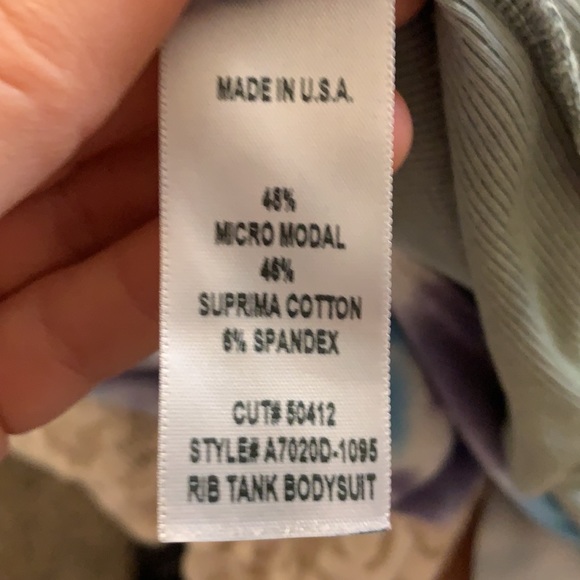 MADE IN U.S.A.
48%
MICRO MODAL
46%
SUPRIMA COTTON
6% SPANDEX
CUT# 50412
STYLE# A7020D-1095
RIB TANK BODYSUIT